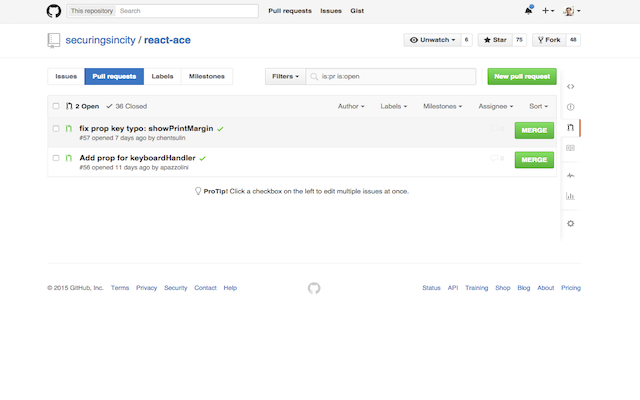 This repository Search Pull requests Issues Gist
securingsincity / react-ace Unwatch 6 Star 75 Fork 48
Issues Pull requests Labels Milestones Filters is:pr is:open New pull request
2 Open 36 Closed Author Labels Milestones Assignee Sort
fix prop key typo: showPrintMargin MERGE
#57 opened 7 days ago by cheritsulin
Add prop for keyboardHandler MERGE
#56 opened 11 days ago by apazzolini
ProTip! Click a checkbox on the left to edit multiple issues at once.
© 2015 GitHub, Inc. Terms Privacy Security Contact Help Status API Training Shop Blog About Pricing